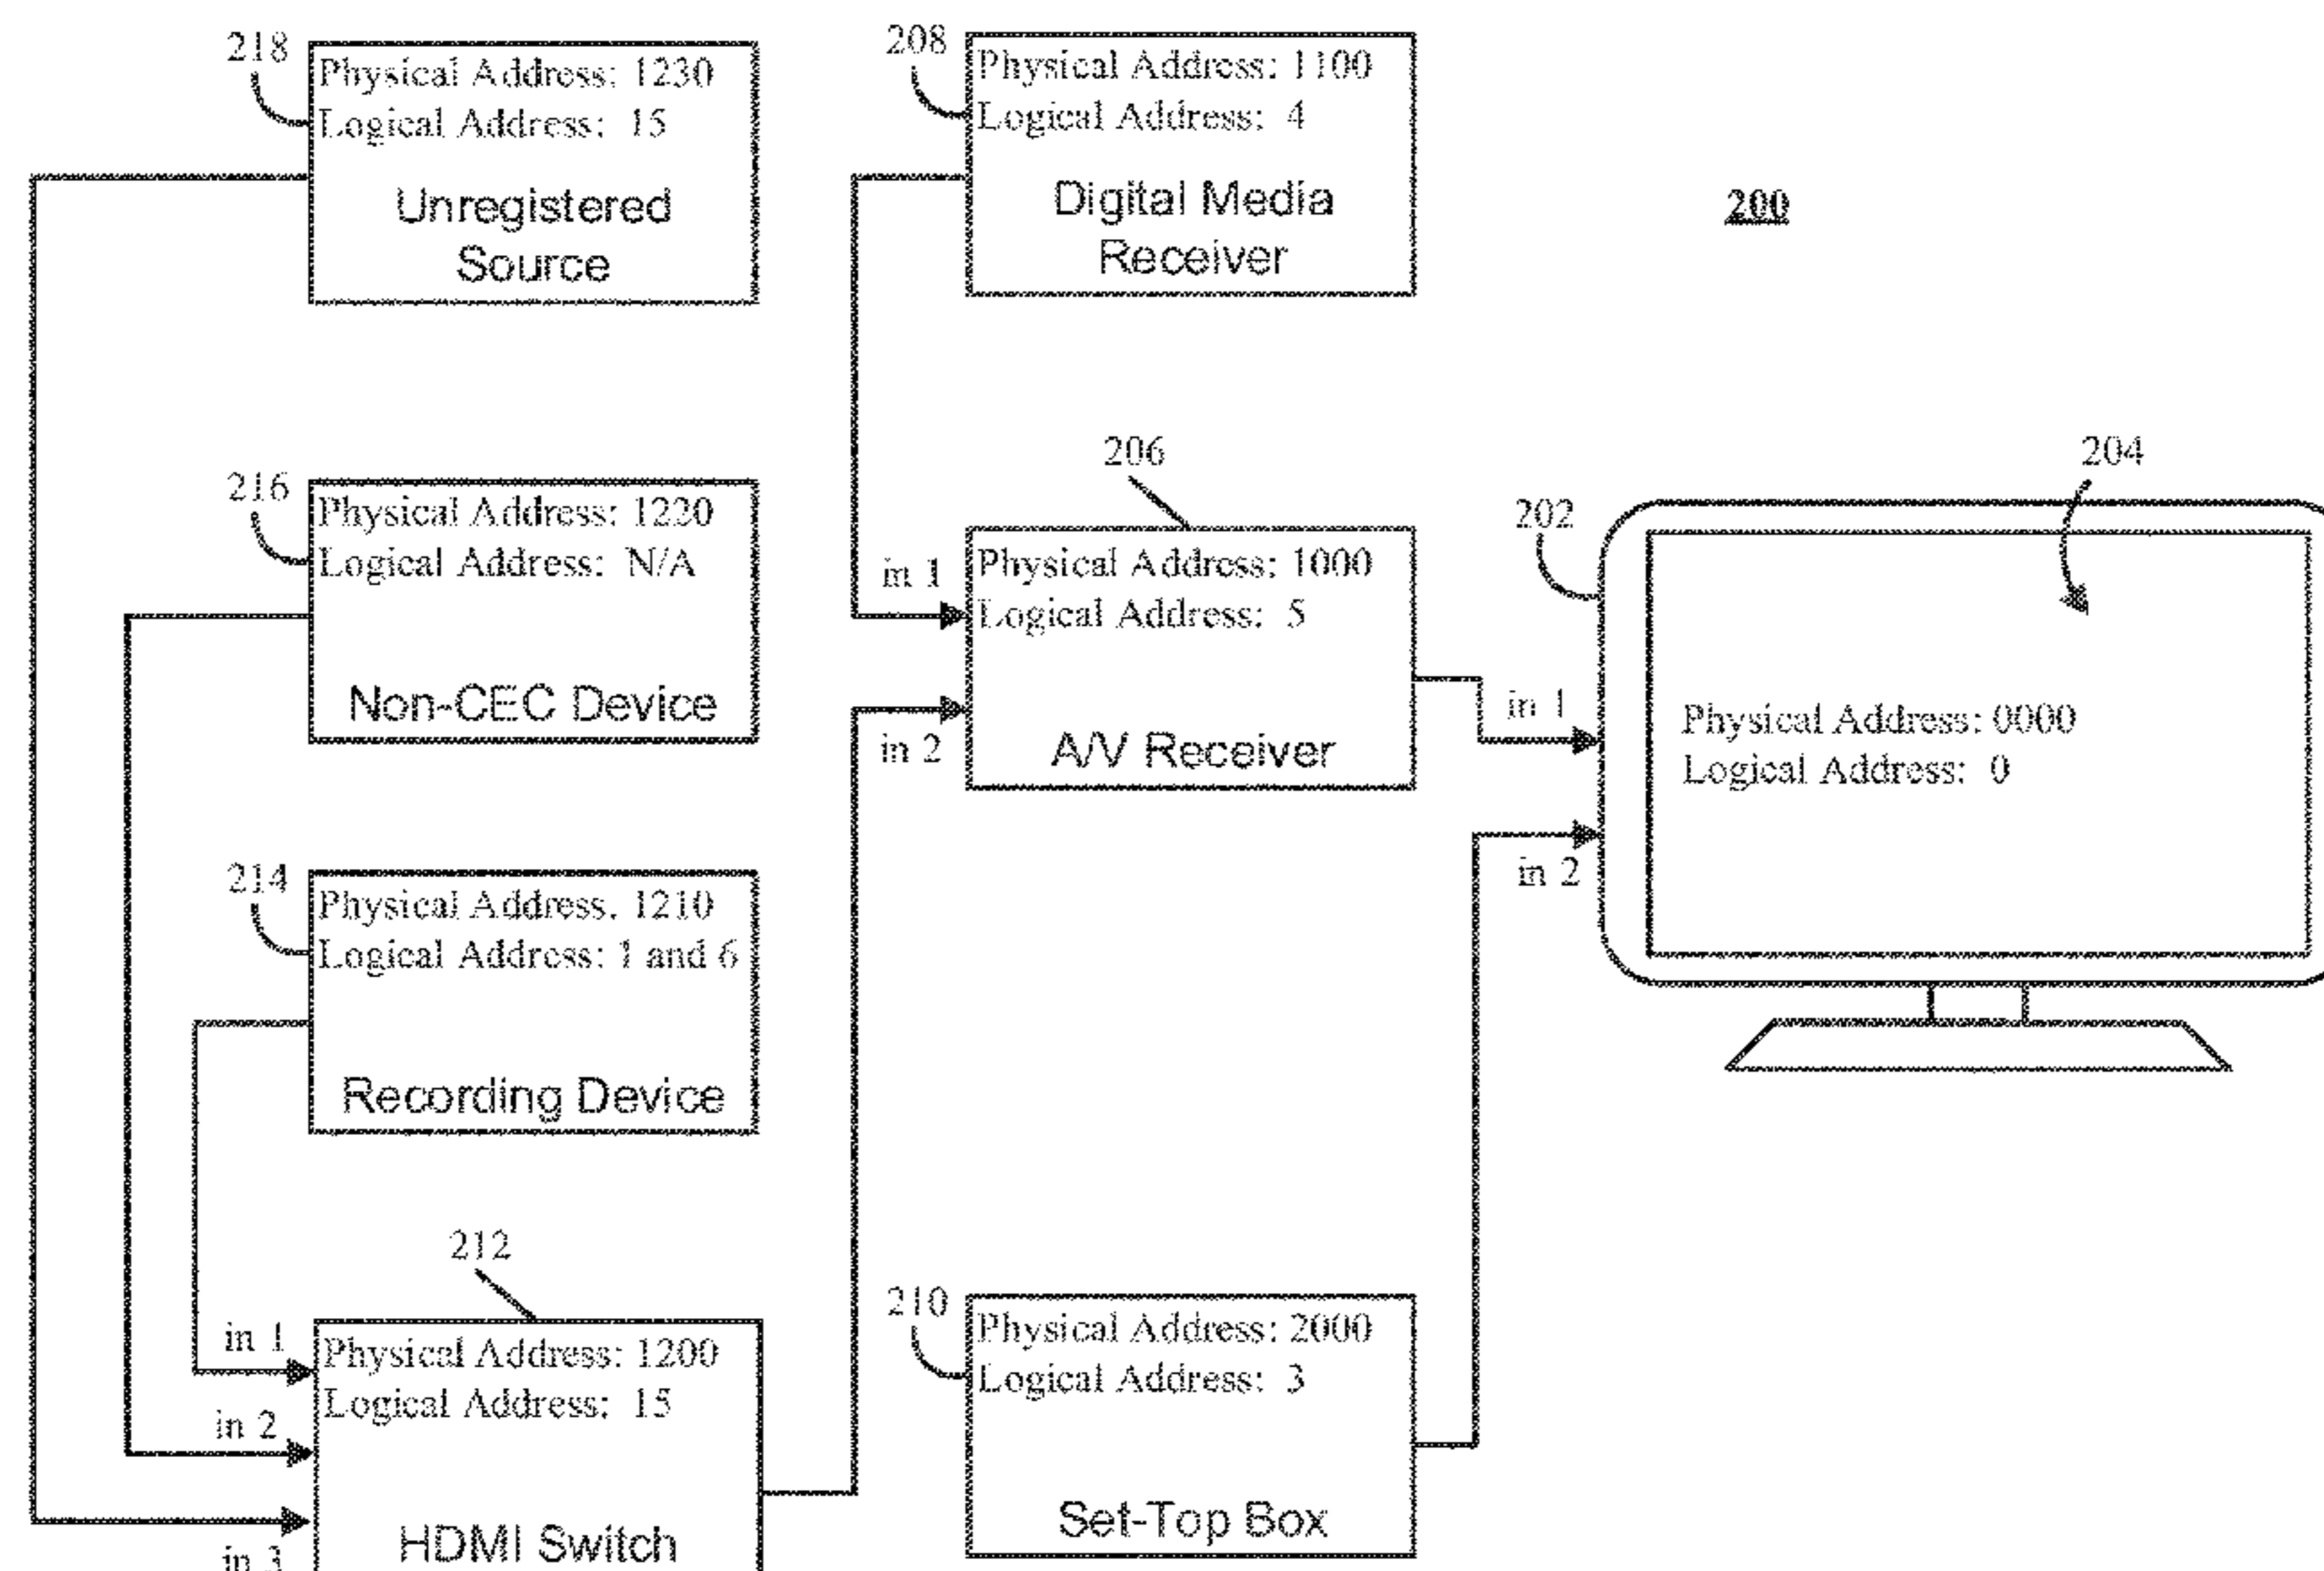 218
Physical Address: 1230
Logical Address: 15
Unregistered
Source
208
Physical Address: 1100
Logical Address: 4
Digital Media
Receiver
200
216
Physical Address: 1220
Logical Address: N/A
Non-CEC Device
206
in 1
in 2
Physical Address: 1000
Logical Address: 5
A/V Receiver
204
202
in 1
in 2
Physical Address: 0000
Logical Address: 0
214
Physical Address. 1210
Logical Address: 1 and 6
Recording Device
212
in 1
in 2
in 3
Physical Address: 1200
Logical Address: 15
HDMI Switch
210
Physical Address: 2000
Logical Address: 3
Set-Top Box